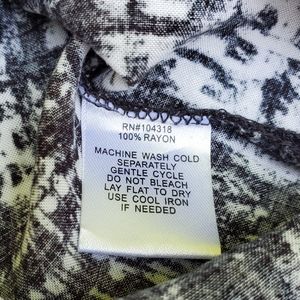 RN#104318
100% RAYON
MACHINE WASH COLD
SEPARATELY
GENTLE CYCLE
DO NOT BLEACH
LAY FLAT TO DRY
USE COOL IRON
IF NEEDED